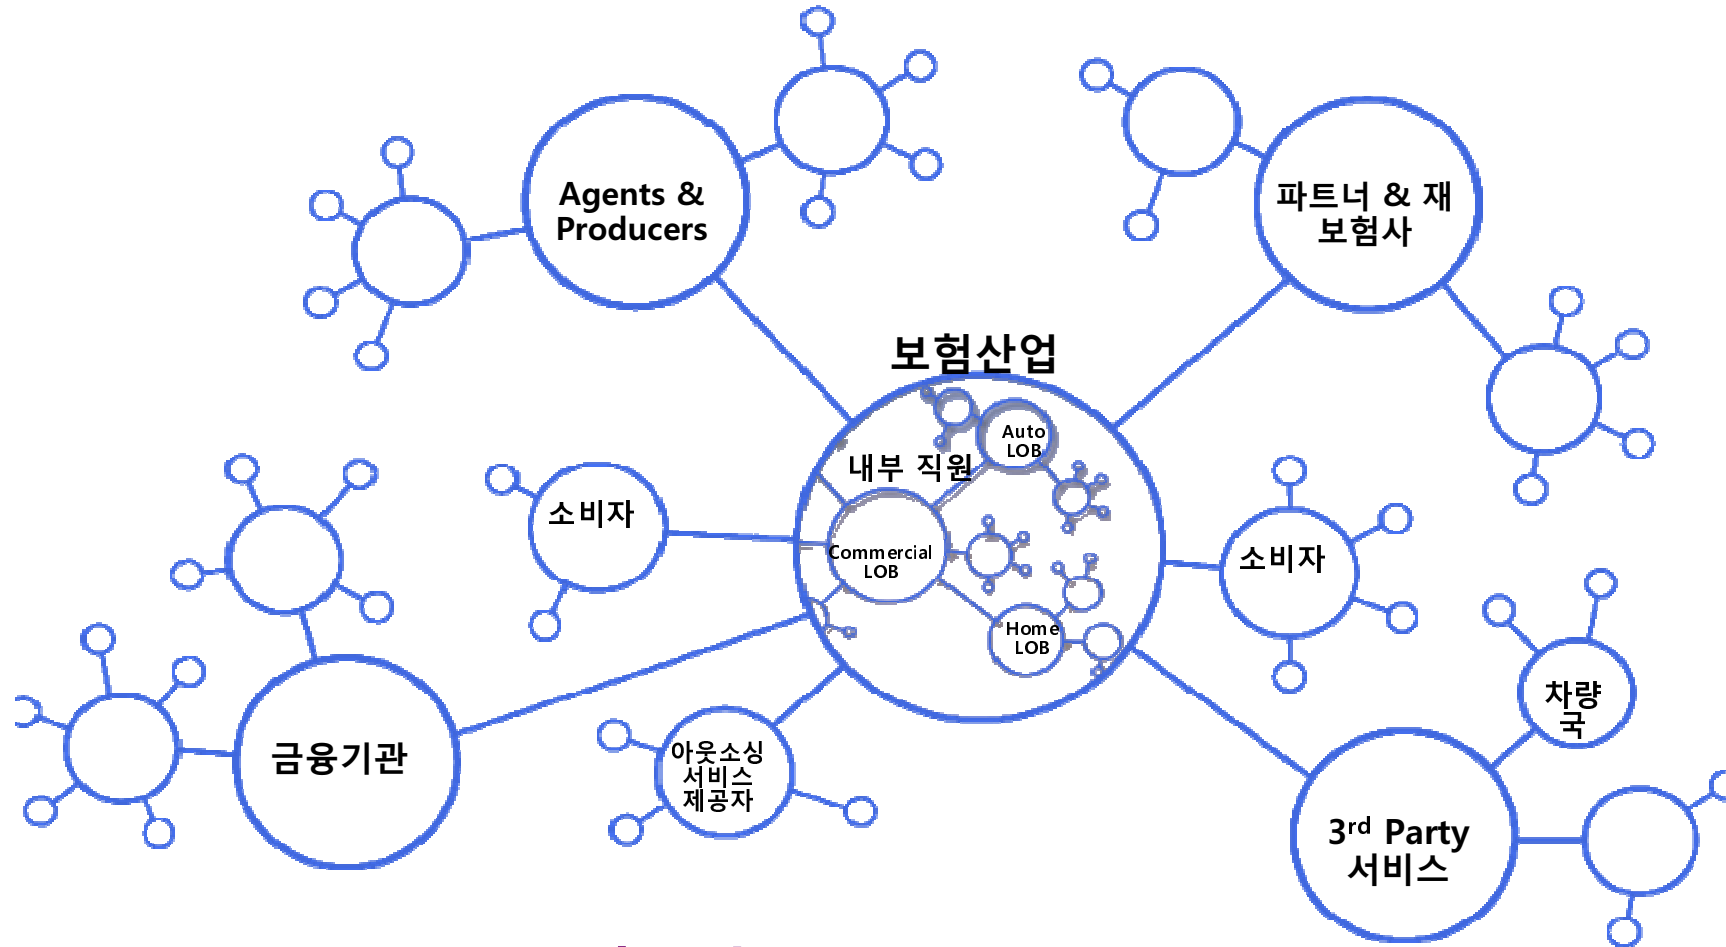 Agents &
Producers
파트너 & 재
보험사
보험산업
Auto
LOB
내부 직원
소비자
Commercial
LOB
소비자
Home
LOB
차량
국
금융기관
아웃소싱
서비스
제공자
3rd Party
서비스